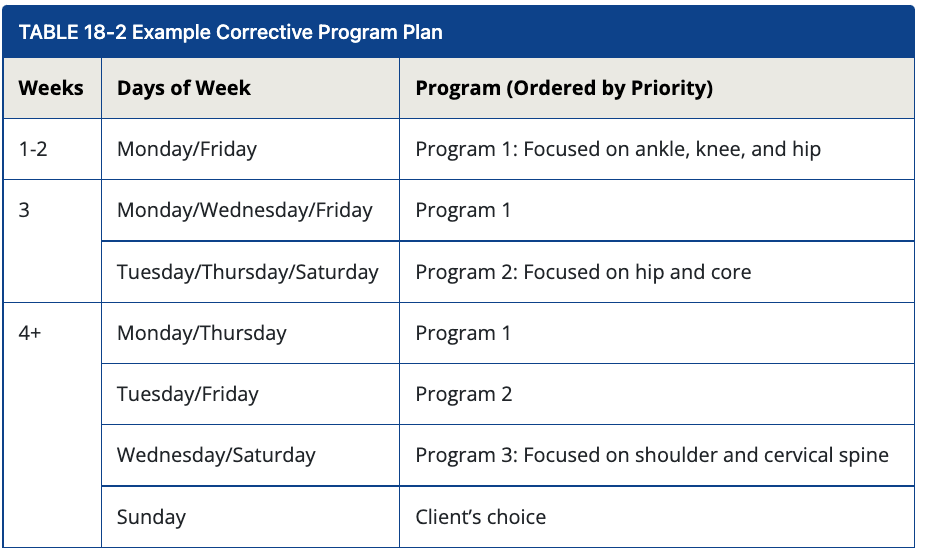 TABLE 18-2 Example Corrective Program Plan
Weeks Days of Week Program (Ordered by Priority)
1-2 Monday/Friday Program 1: Focused on ankle, knee, and hip
3 Monday/Wednesday/Friday Program 1
Tuesday/Thursday/Saturday Program 2: Focused on hip and core
4+ Monday/Thursday Program 1
Tuesday/Friday Program 2
Wednesday/Saturday Program 3: Focused on shoulder and cervical spine
Sunday Client’s choice